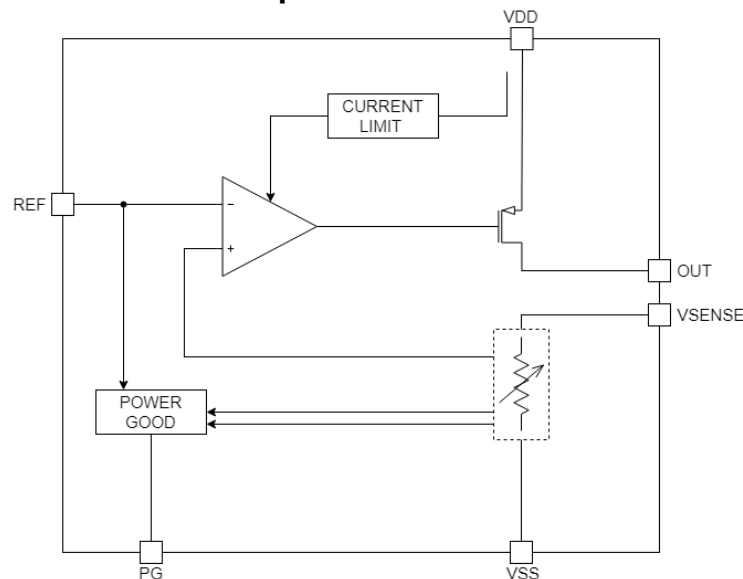 VDD
CURRENT
LIMIT
REF
−
+
OUT
VSENSE
POWER
GOOD
PG
VSS